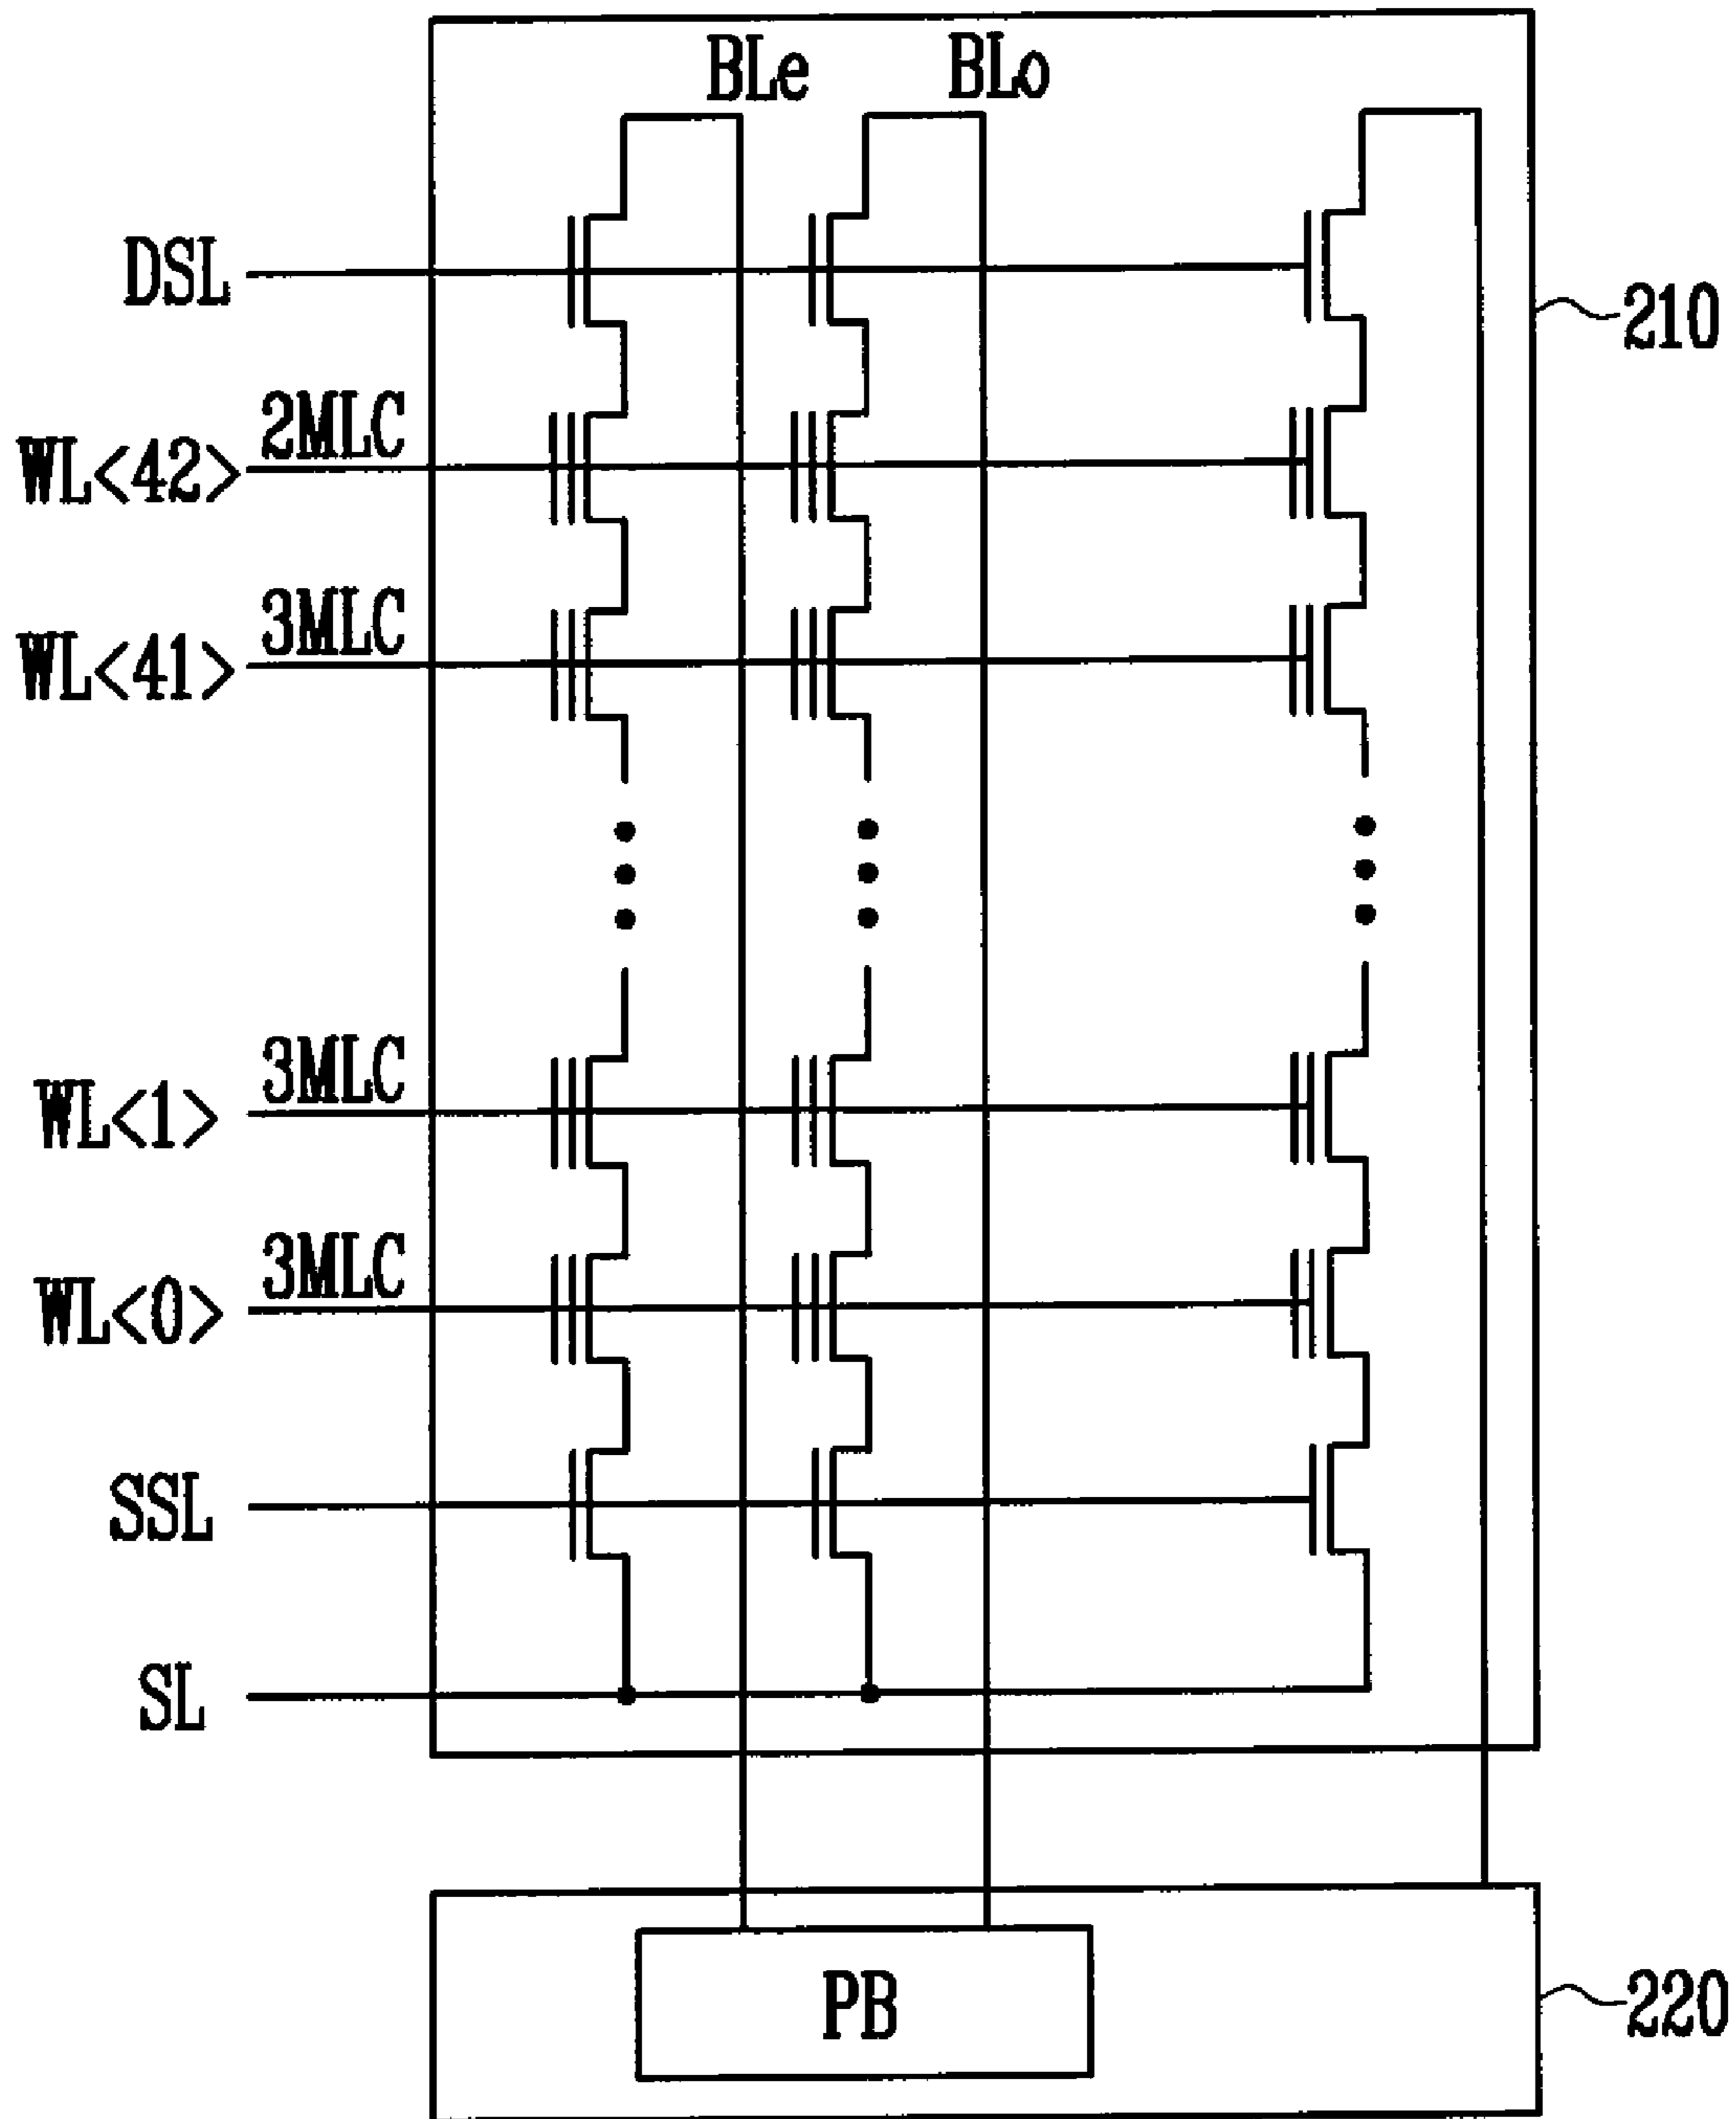 BLe
BLo
DSL
210
2MLC
WL<42>
3MLC
WL<41>
3MLC
WL<1>
3MLC
WL<0>
SSL
SL
PB
220